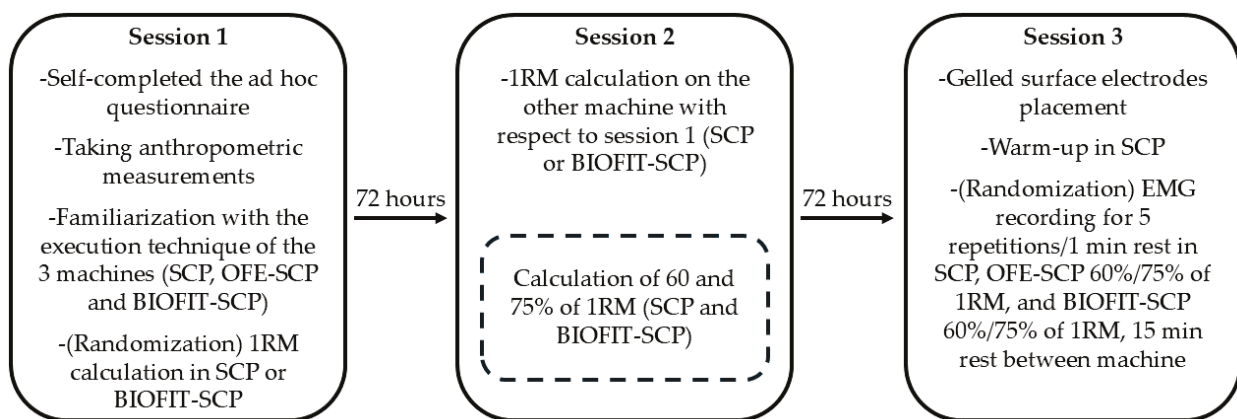 Session 1
-Self-completed the ad hoc
questionnaire
-Taking anthropometric
measurements
-Familiarization with the
execution technique of the
3 machines (SCP, OFE-SCP
and BIOFIT-SCP)
-(Randomization) 1RM
calculation in SCP or
BIOFIT-SCP
72 hours
Session 2
-1RM calculation on the
other machine with
respect to session 1 (SCP
or BIOFIT-SCP)
Calculation of 60 and
75% of 1RM (SCP and
BIOFIT-SCP)
72 hours
Session 3
-Gelled surface electrodes
placement
-Warm-up in SCP
-(Randomization) EMG
recording for 5
repetitions/1 min rest in
SCP, OFE-SCP 60%/75% of
1RM, and BIOFIT-SCP
60%/75% of 1RM, 15 min
rest between machine